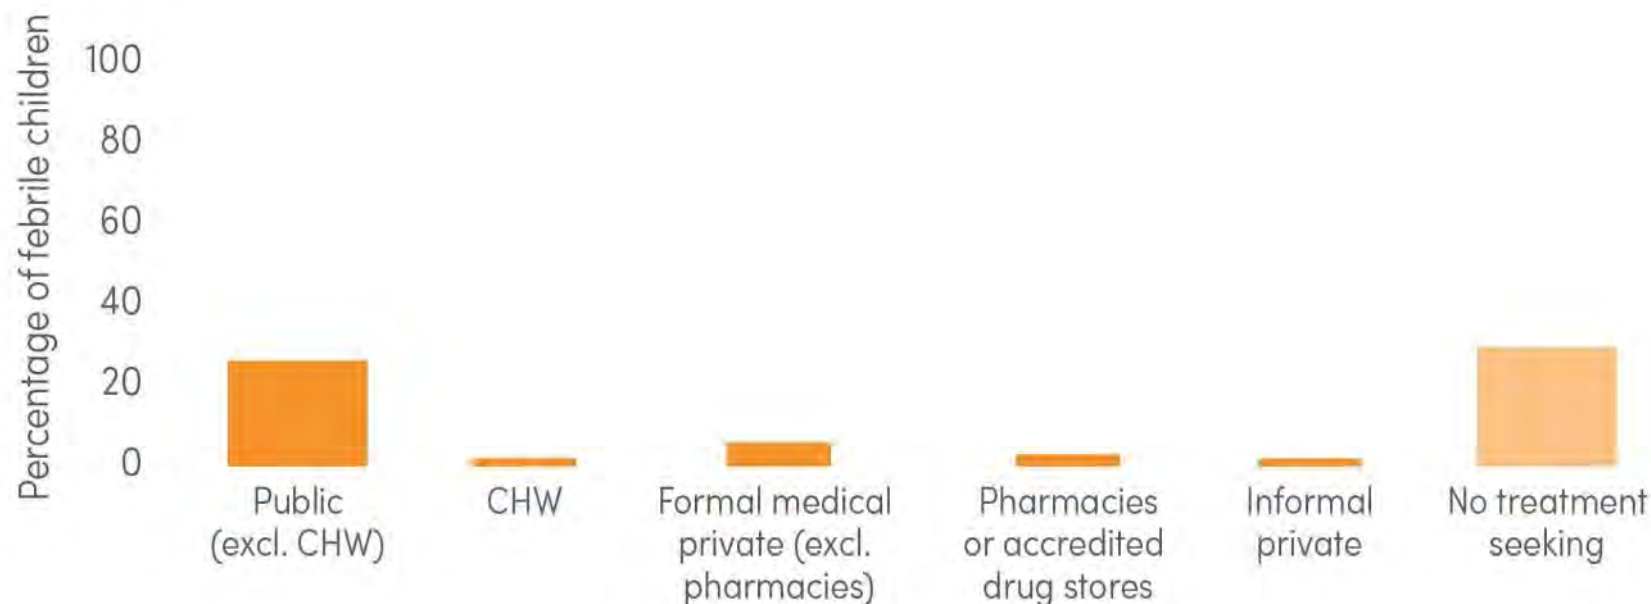 Percentage of febrile children
100
80
60
40
20
0
Public
(excl. CHW)
CHW
Formal medical
private (excl.
pharmacies)
Pharmacies
or accredited
drug stores
Informal
private
No treatment
seeking